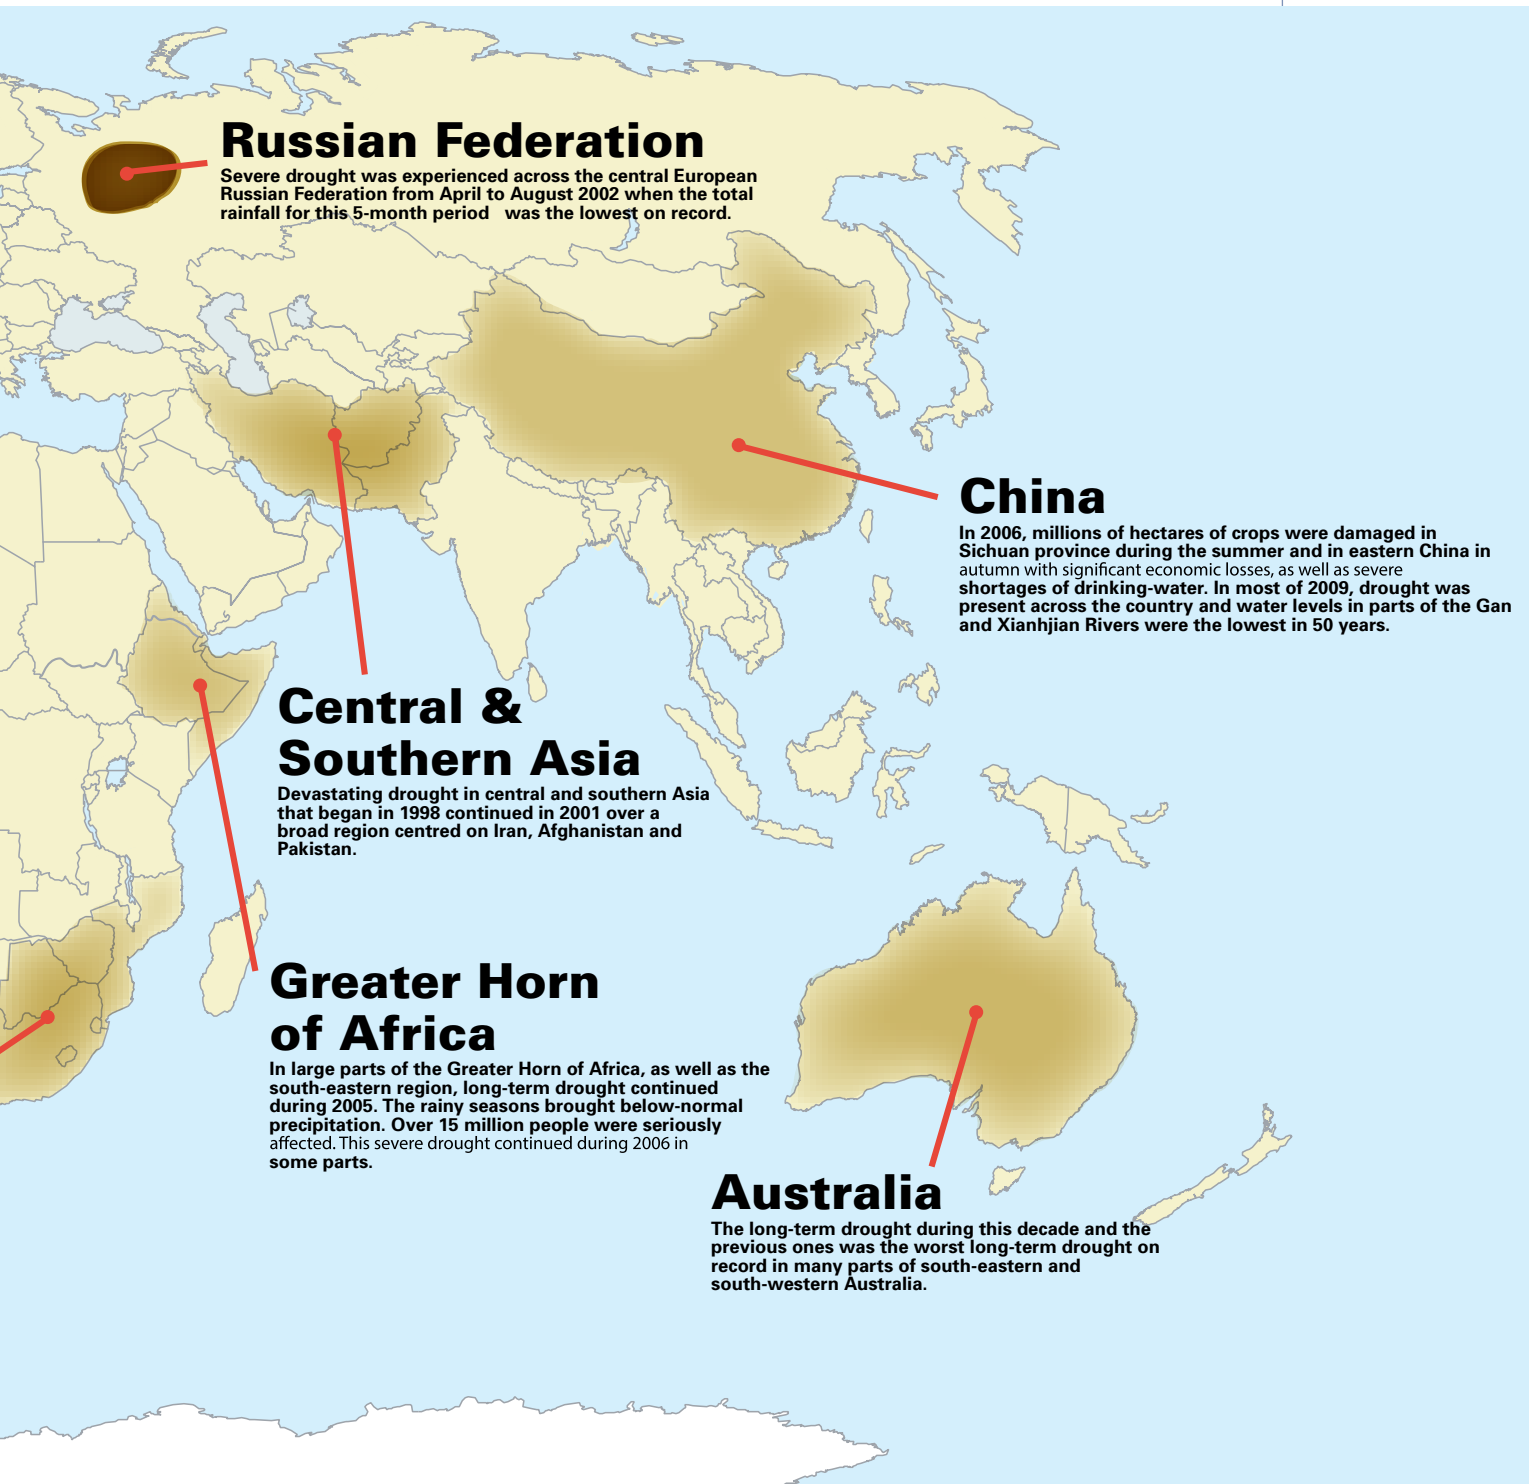 Russian Federation
Severe drought was experienced across the central European
Russian Federation from April to August 2002 when the total
rainfall for this 5-month period was the lowest on record.
China
In 2006, millions of hectares of crops were damaged in
Sichuan province during the summer and in eastern China in
autumn with significant economic losses, as well as severe
shortages of drinking-water. In most of 2009, drought was
present across the country and water levels in parts of the Gan
and Xianhjian Rivers were the lowest in 50 years.
Central &
Southern Asia
Devastating drought in central and southern Asia
that began in 1998 continued in 2001 over a
broad region centred on Iran, Afghanistan and
Pakistan.
Greater Horn
of Africa
In large parts of the Greater Horn of Africa, as well as the
south-eastern region, long-term drought continued
during 2005. The rainy seasons brought below-normal
precipitation. Over 15 million people were seriously
affected. This severe drought continued during 2006 in
some parts.
Australia
The long-term drought during this decade and the
previous ones was the worst long-term drought on
record in many parts of south-eastern and
south-western Australia.